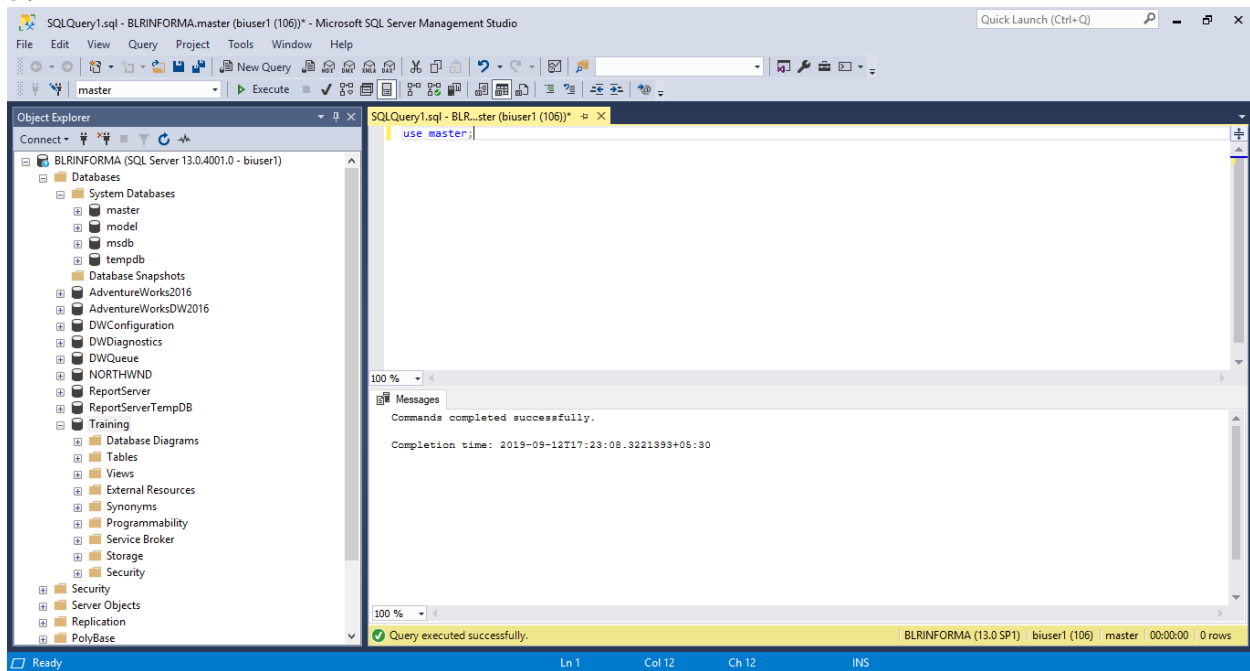 SQLQuery1.sql - BLRINFORMA.master (biuser1 (106))* - Microsoft SQL Server Management Studio
Quick Launch (Ctrl+Q)
File Edit View Query Project Tools Window Help
New Query
master
Execute
Object Explorer
Connect
BLRINFORMA (SQL Server 13.0.4001.0 - biuser1)
Databases
System Databases
master
model
msdb
tempdb
Database Snapshots
AdventureWorks2016
AdventureWorksDW2016
DWConfiguration
DWDiagnostics
DWQueue
NORTHWND
ReportServer
ReportServerTempDB
Training
Database Diagrams
Tables
Views
External Resources
Synonyms
Programmability
Service Broker
Storage
Security
Security
Server Objects
Replication
PolyBase
SQLQuery1.sql - BLR...ster (biuser1 (106))*
use master;
100 %
Messages
Commands completed successfully.
Completion time: 2019-09-12T17:23:08.3221393+05:30
100 %
Query executed successfully.
BLRINFORMA (13.0 SP1) biuser1 (106) master 00:00:00 0 rows
Ready Ln 1 Col 12 Ch 12 INS